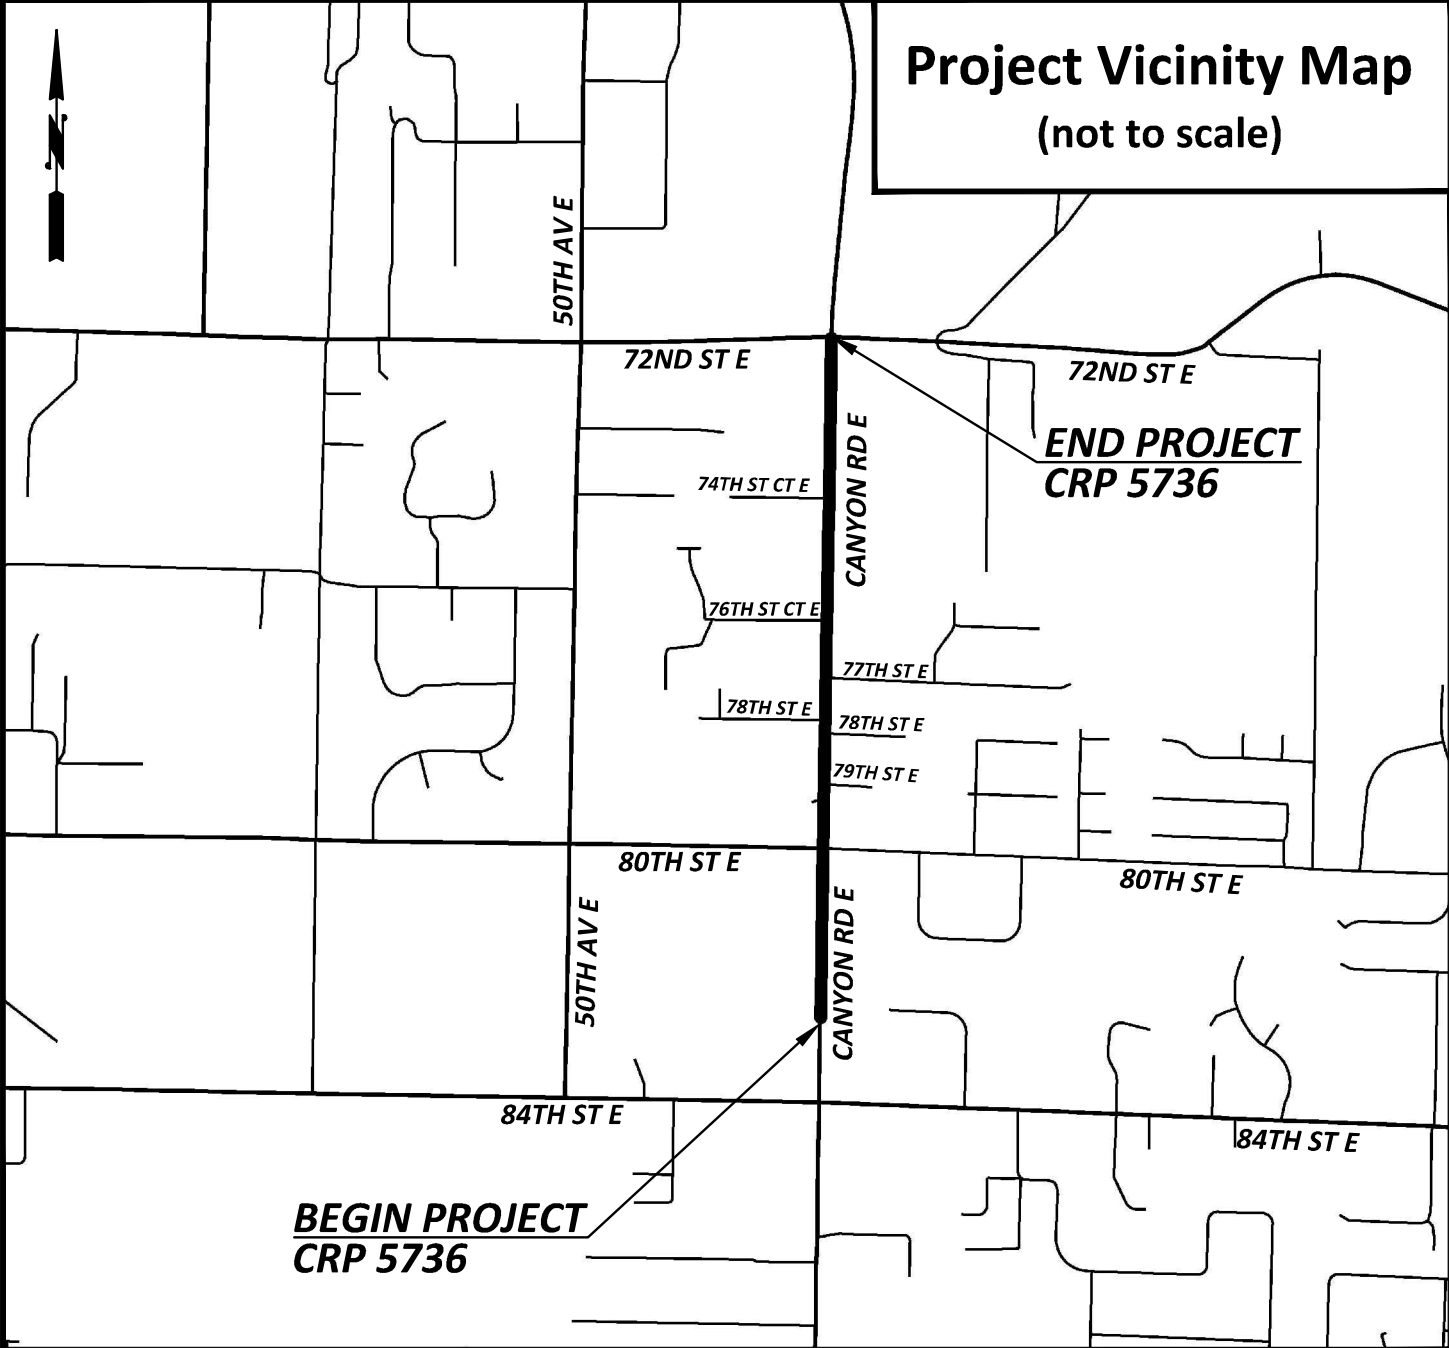 Project Vicinity Map
(not to scale)
N
50TH AV E
72ND ST E
72ND ST E
END PROJECT
CRP 5736
CANYON RD E
74TH ST CT E
76TH ST CT E
77TH ST E
78TH ST E
78TH ST E
79TH ST E
80TH ST E
80TH ST E
50TH AV E
CANYON RD E
84TH ST E
84TH ST E
BEGIN PROJECT
CRP 5736